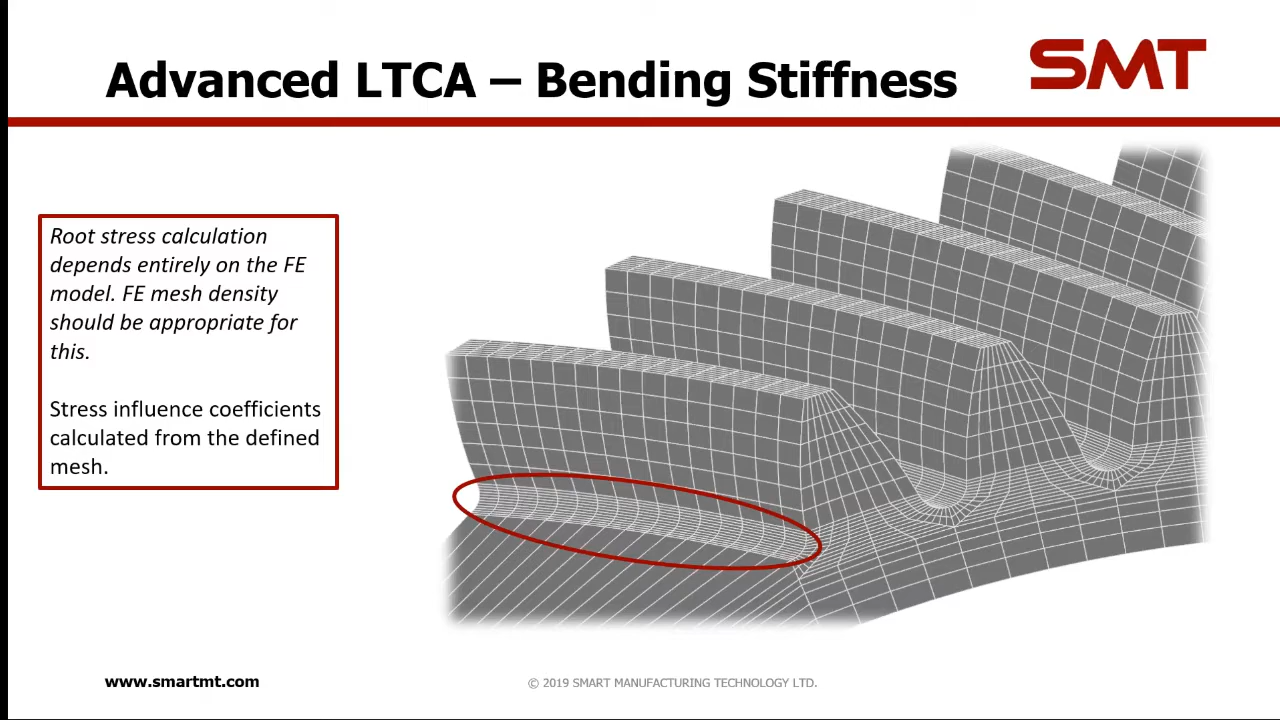 Advanced LTCA – Bending Stiffness
SMT
Root stress calculation
depends entirely on the FE
model. FE mesh density
should be appropriate for
this.
Stress influence coefficients
calculated from the defined
mesh.
www.smartmt.com
© 2019 SMART MANUFACTURING TECHNOLOGY LTD.